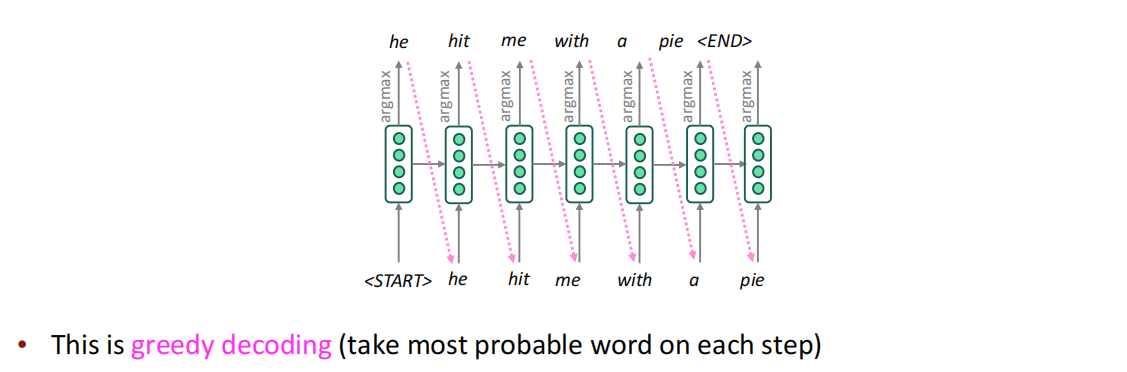 he hit me with a pie <END>
argmax argmax argmax argmax argmax argmax argmax
<START> he hit me with a pie
• This is greedy decoding (take most probable word on each step)